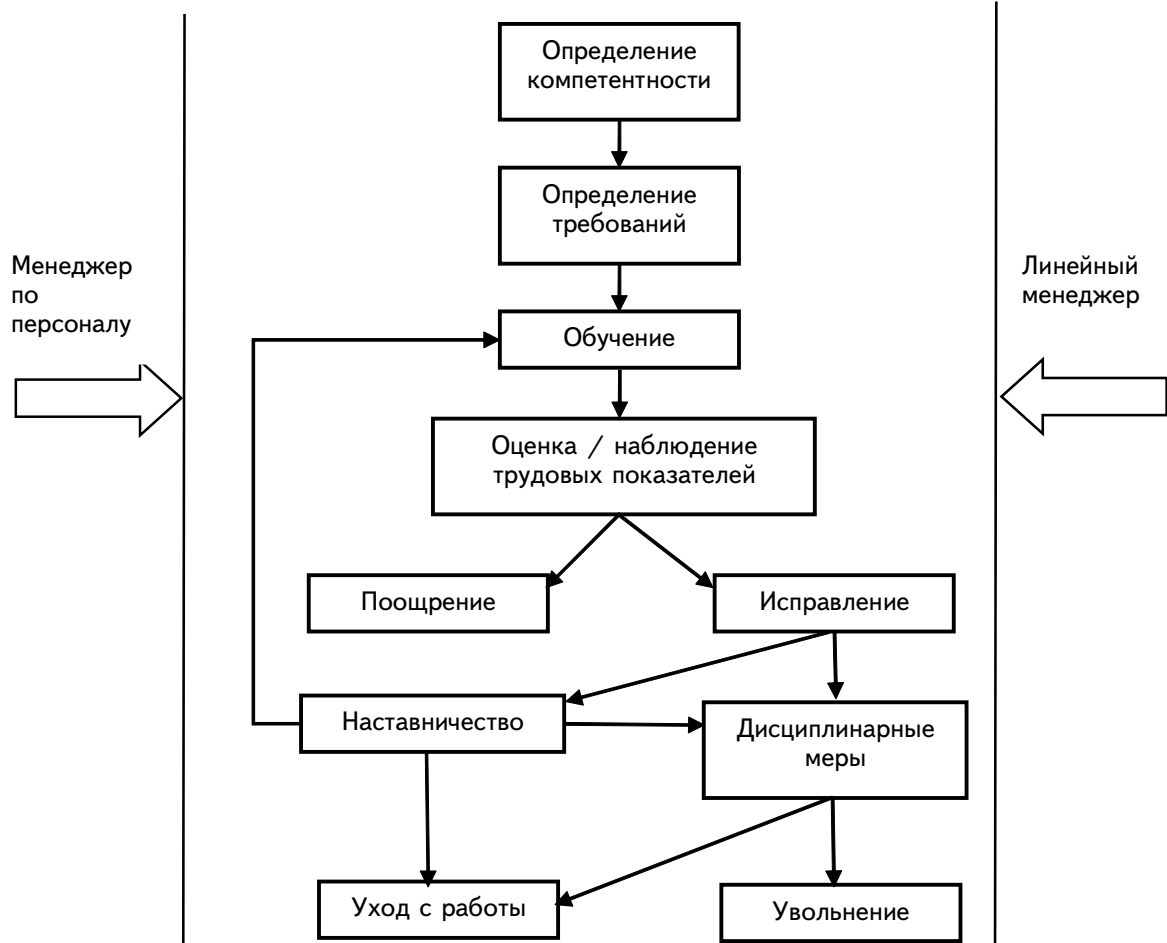 Определение
компетентности
Определение
требований
Менеджер
по
персоналу
Линейный
менеджер
Обучение
Оценка / наблюдение
трудовых показателей
Поощрение
Исправление
Наставничество
Дисциплинарные
меры
Уход с работы
Увольнение